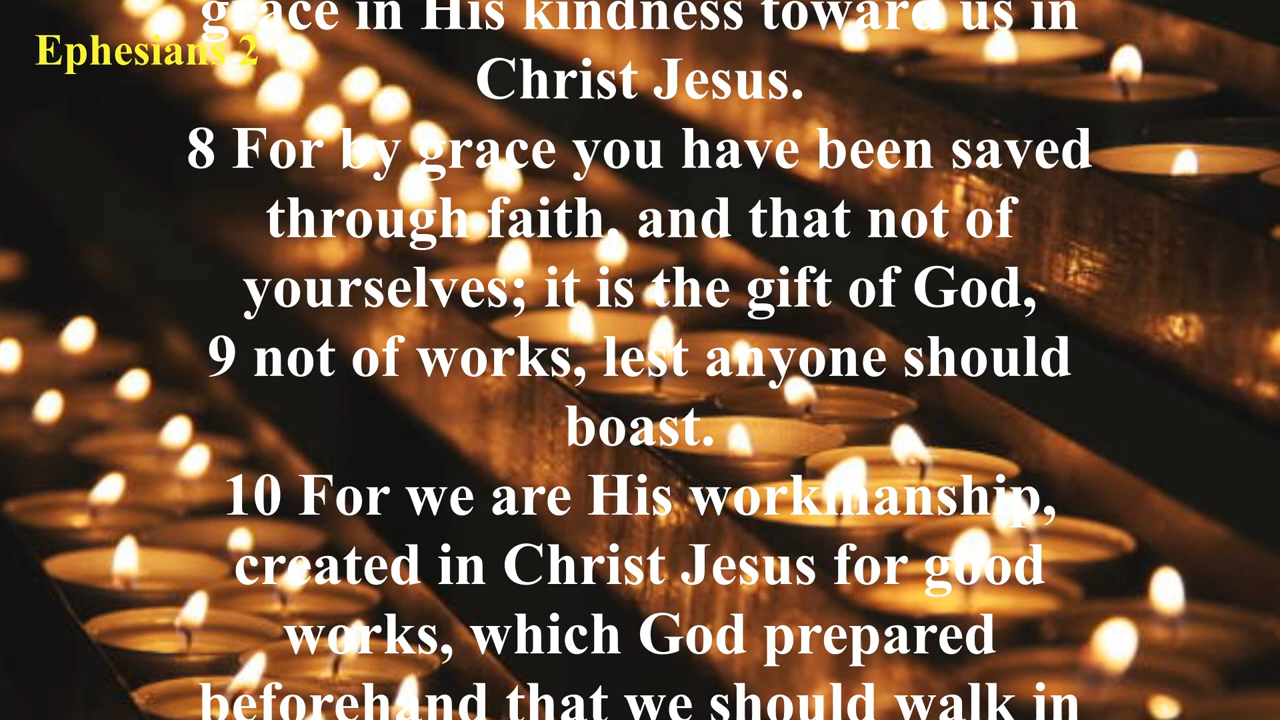 grace in His kindness toward us in
Ephesians 2
Christ Jesus.
8 For by grace you have been saved
through faith, and that not of
yourselves; it is the gift of God,
9 not of works, lest anyone should
boast.
10 For we are His workmanship,
created in Christ Jesus for good
works, which God prepared
beforehand that we should walk in